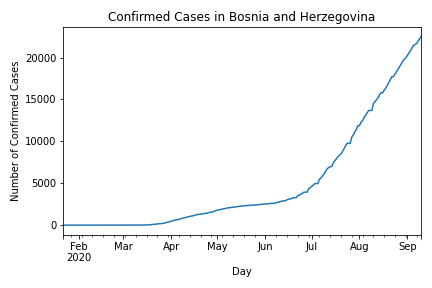 Confirmed Cases in Bosnia and Herzegovina
Number of Confirmed Cases
20000
15000
10000
5000
0
Feb Mar Apr May Jun Jul Aug Sep
2020
Day